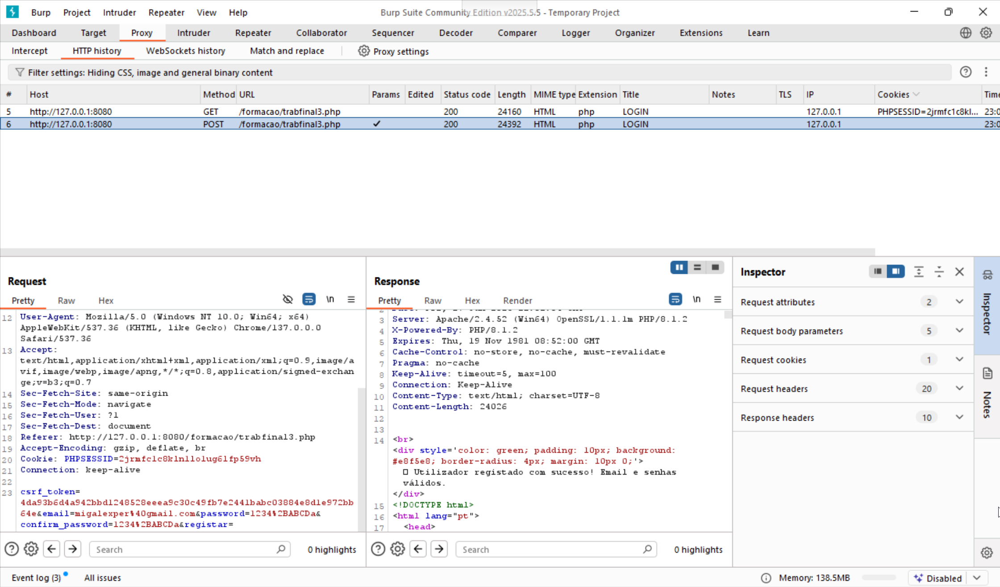 Burp Project Intruder Repeater View Help Burp Suite Community Edition v2025.5.5 - Temporary Project
Dashboard Target Proxy Intruder Repeater Collaborator Sequencer Decoder Comparer Logger Organizer Extensions Learn
Intercept HTTP history WebSockets history Match and replace Proxy settings
Filter settings: Hiding CSS, image and general binary content
# Host Method URL Params Edited Status code Length MIME type Extension Title Notes TLS IP Cookies Time
5 http://127.0.0.1:8080 GET /formacao/trabfinal3.php 200 24160 HTML php LOGIN 127.0.0.1 PHPSESSID=2jrmfc1c8kl... 23:0
6 http://127.0.0.1:8080 POST /formacao/trabfinal3.php ✓ 200 24392 HTML php LOGIN 127.0.0.1 23:0
Request
Pretty Raw Hex \n
12 User-Agent: Mozilla/5.0 (Windows NT 10.0; Win64; x64)
AppleWebKit/537.36 (KHTML, like Gecko) Chrome/137.0.0.0
Safari/537.36
13 Accept:
text/html,application/xhtml+xml,application/xml;q=0.9,image/a
vif,image/webp,image/apng,*/*;q=0.8,application/signed-exchan
ge;v=b3;q=0.7
14 Sec-Fetch-Site: same-origin
15 Sec-Fetch-Mode: navigate
16 Sec-Fetch-User: ?1
17 Sec-Fetch-Dest: document
18 Referer: http://127.0.0.1:8080/formacao/trabfinal3.php
19 Accept-Encoding: gzip, deflate, br
20 Cookie: PHPSESSID=2jrmfc1c8kln1lo1ug6lfp59vh
21 Connection: keep-alive
22
23 csrf_token=
4da93b6d4a942bbd1248528eeea9c30c49fb7e2441babc03884e8d1e972bb
64e&email=migalexper%40gmail.com&password=1234%2BABCDa&
confirm_password=1234%2BABCDa&registar=
Search 0 highlights
Response
Pretty Raw Hex Render \n
3 Server: Apache/2.4.52 (Win64) OpenSSL/1.1.1m PHP/8.1.2
4 X-Powered-By: PHP/8.1.2
5 Expires: Thu, 19 Nov 1981 08:52:00 GMT
6 Cache-Control: no-store, no-cache, must-revalidate
7 Pragma: no-cache
8 Keep-Alive: timeout=5, max=100
9 Connection: Keep-Alive
10 Content-Type: text/html; charset=UTF-8
11 Content-Length: 24026
12
13
14 <br>
<div style='color: green; padding: 10px; background:
#e8f5e8; border-radius: 4px; margin: 10px 0;'>
Utilizador registado com sucesso! Email e senhas
válidos.
</div>
15 <!DOCTYPE html>
16 <html lang="pt">
17 <head>
Search 0 highlights
Inspector
Request attributes 2
Request body parameters 5
Request cookies 1
Request headers 20
Response headers 10
Inspector
Notes
Event log (3) All issues Memory: 138.5MB Disabled